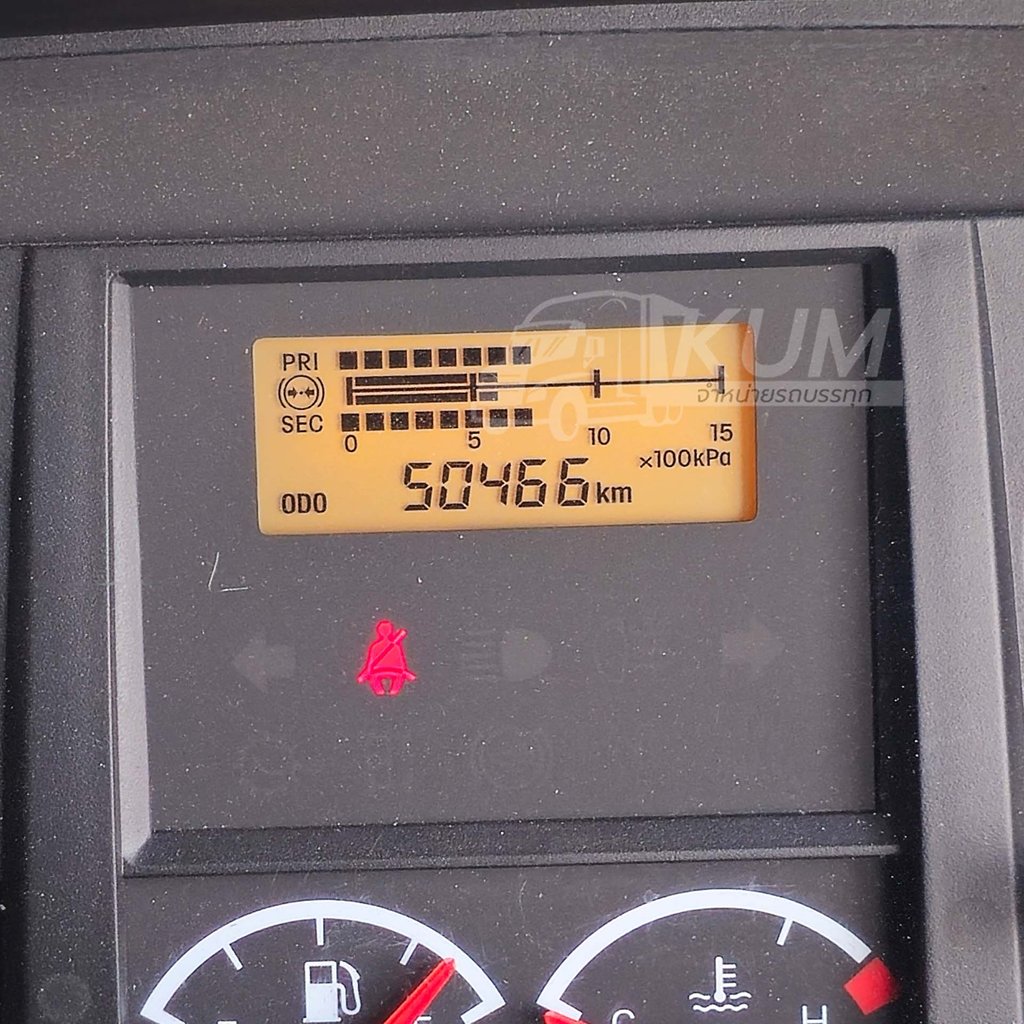 PRI
SEC
0 5 10 15
×100kPa
ODO 50466 km
KUM
จำหน่ายรถบรรทุก
C H